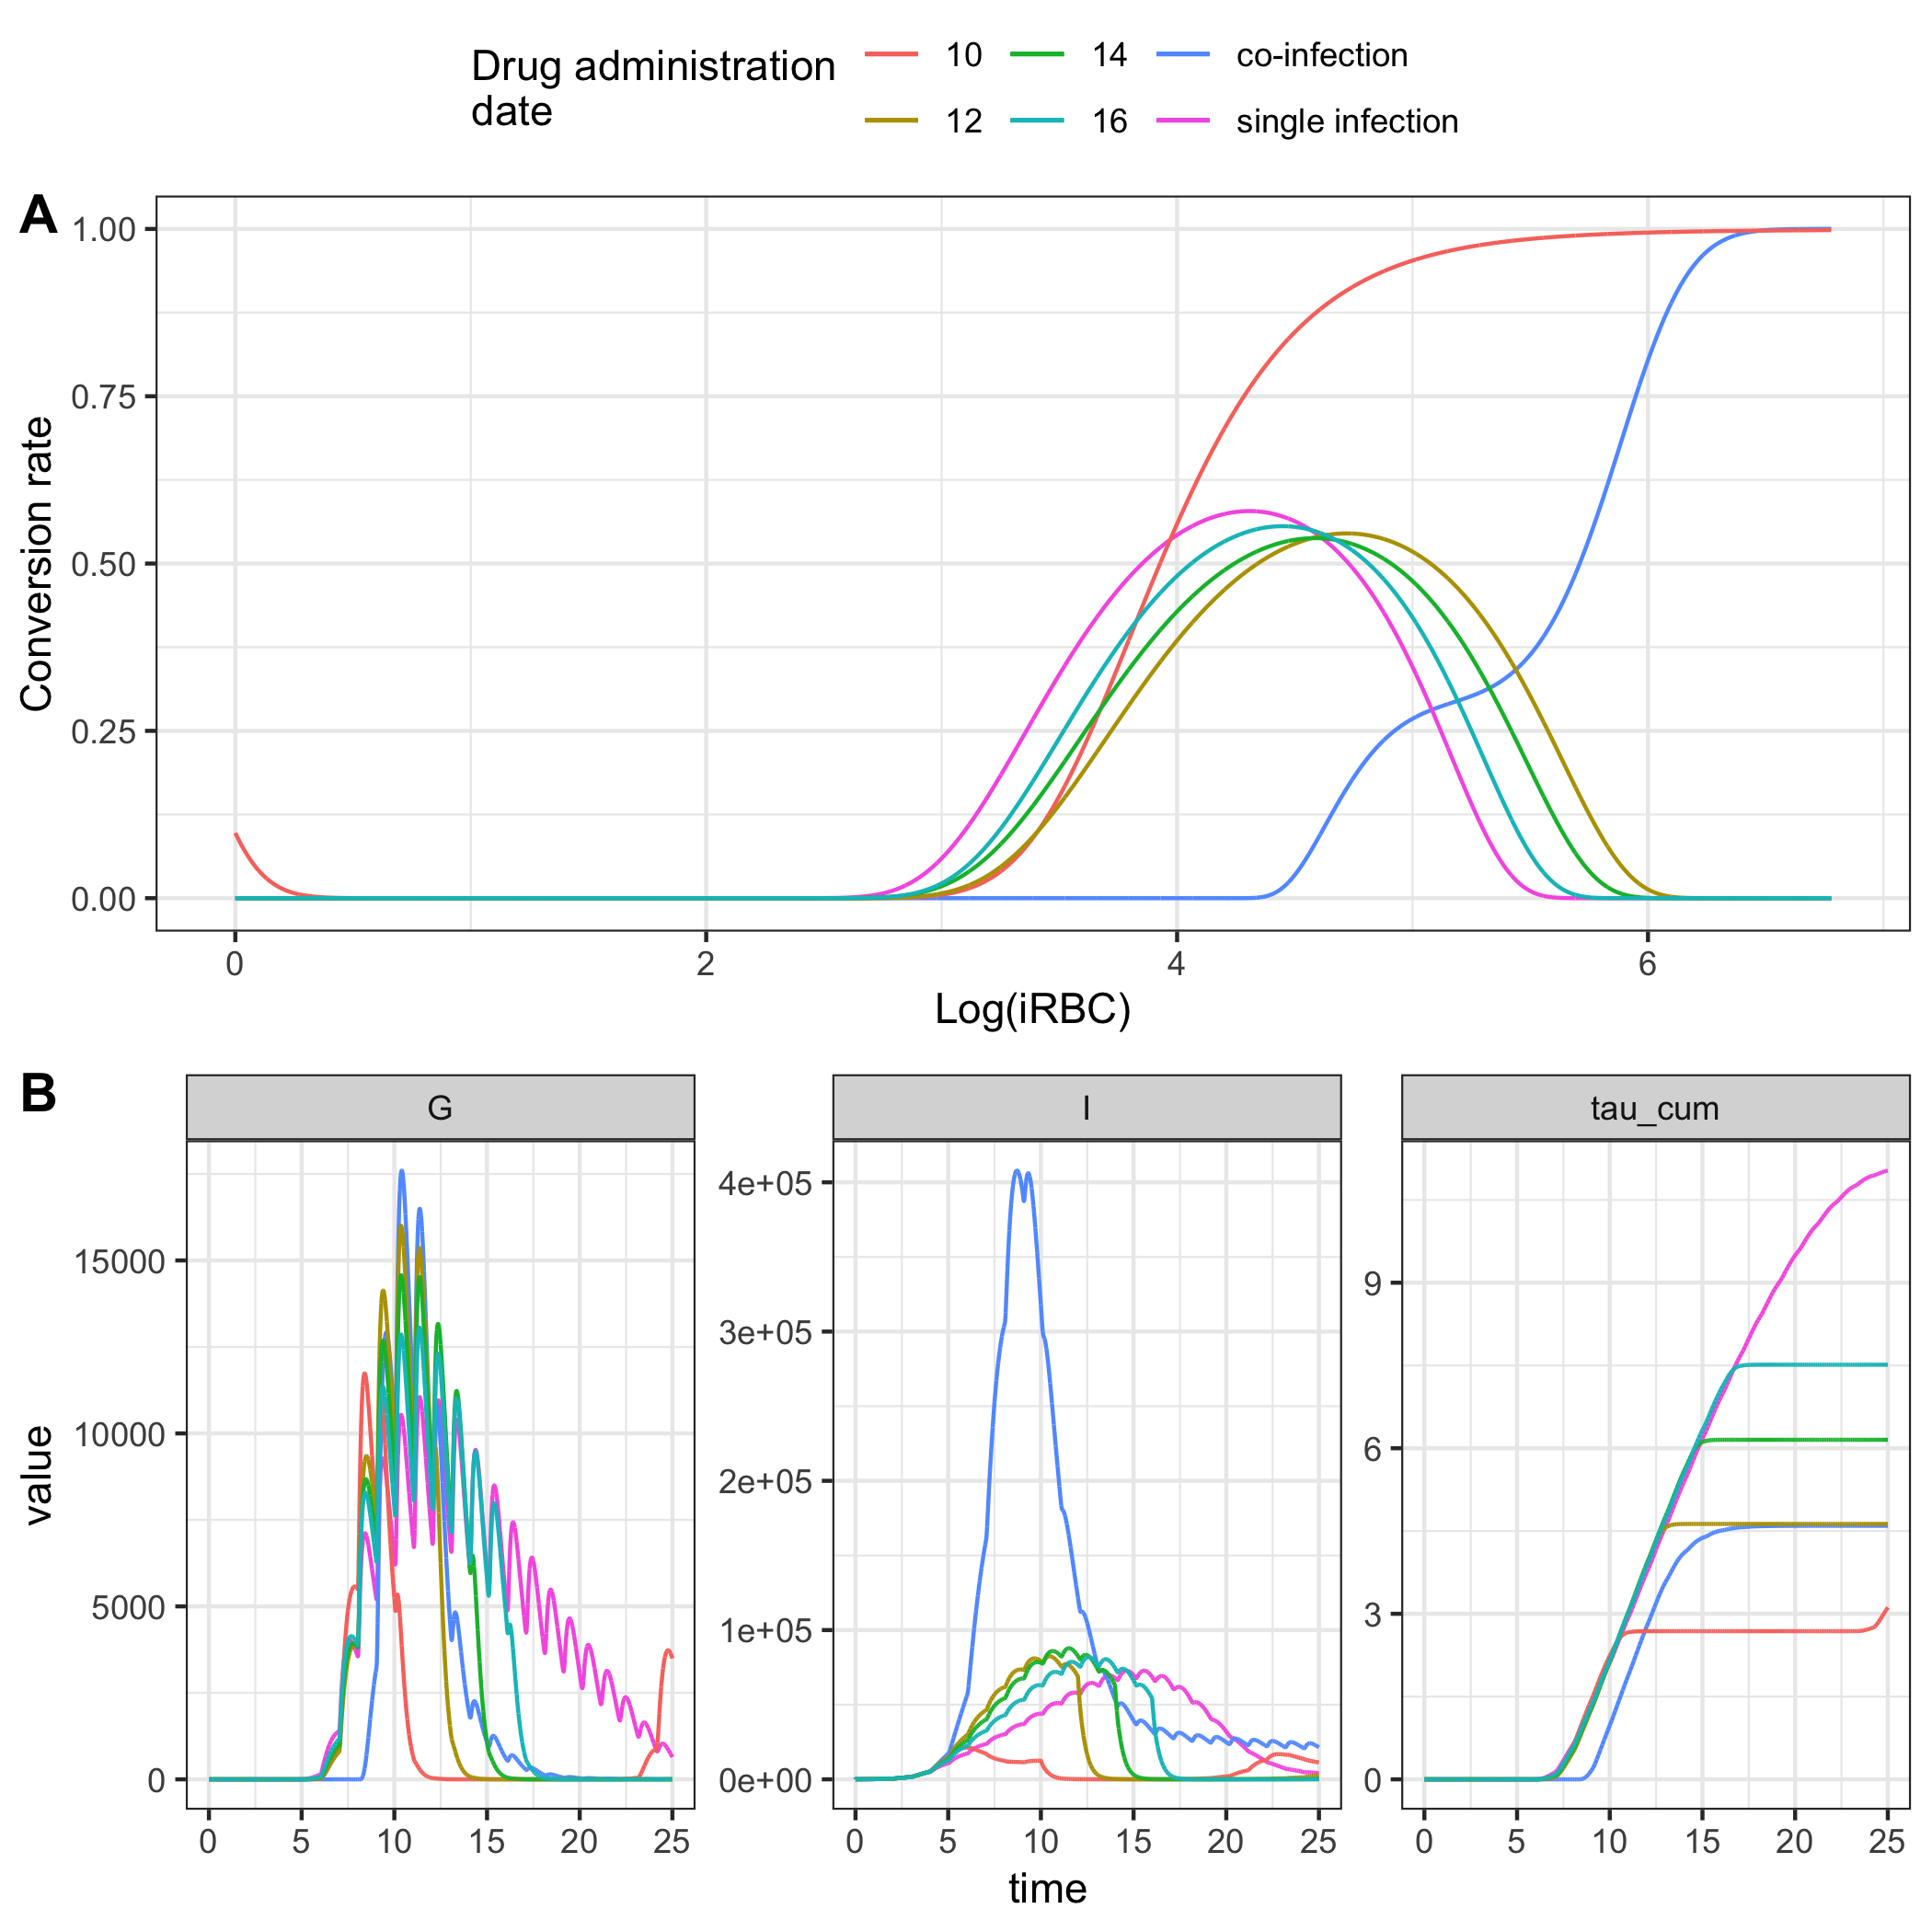 Drug administration
date
10 14 co-infection
12 16 single infection
A
1.00
0.75
0.50
0.25
0.00
Conversion rate
0 2 4 6
Log(iRBC)
B
G I tau_cum
value
15000
10000
5000
0
0 5 10 15 20 25
4e+05
3e+05
2e+05
1e+05
0e+00
0 5 10 15 20 25
9
6
3
0
0 5 10 15 20 25
time